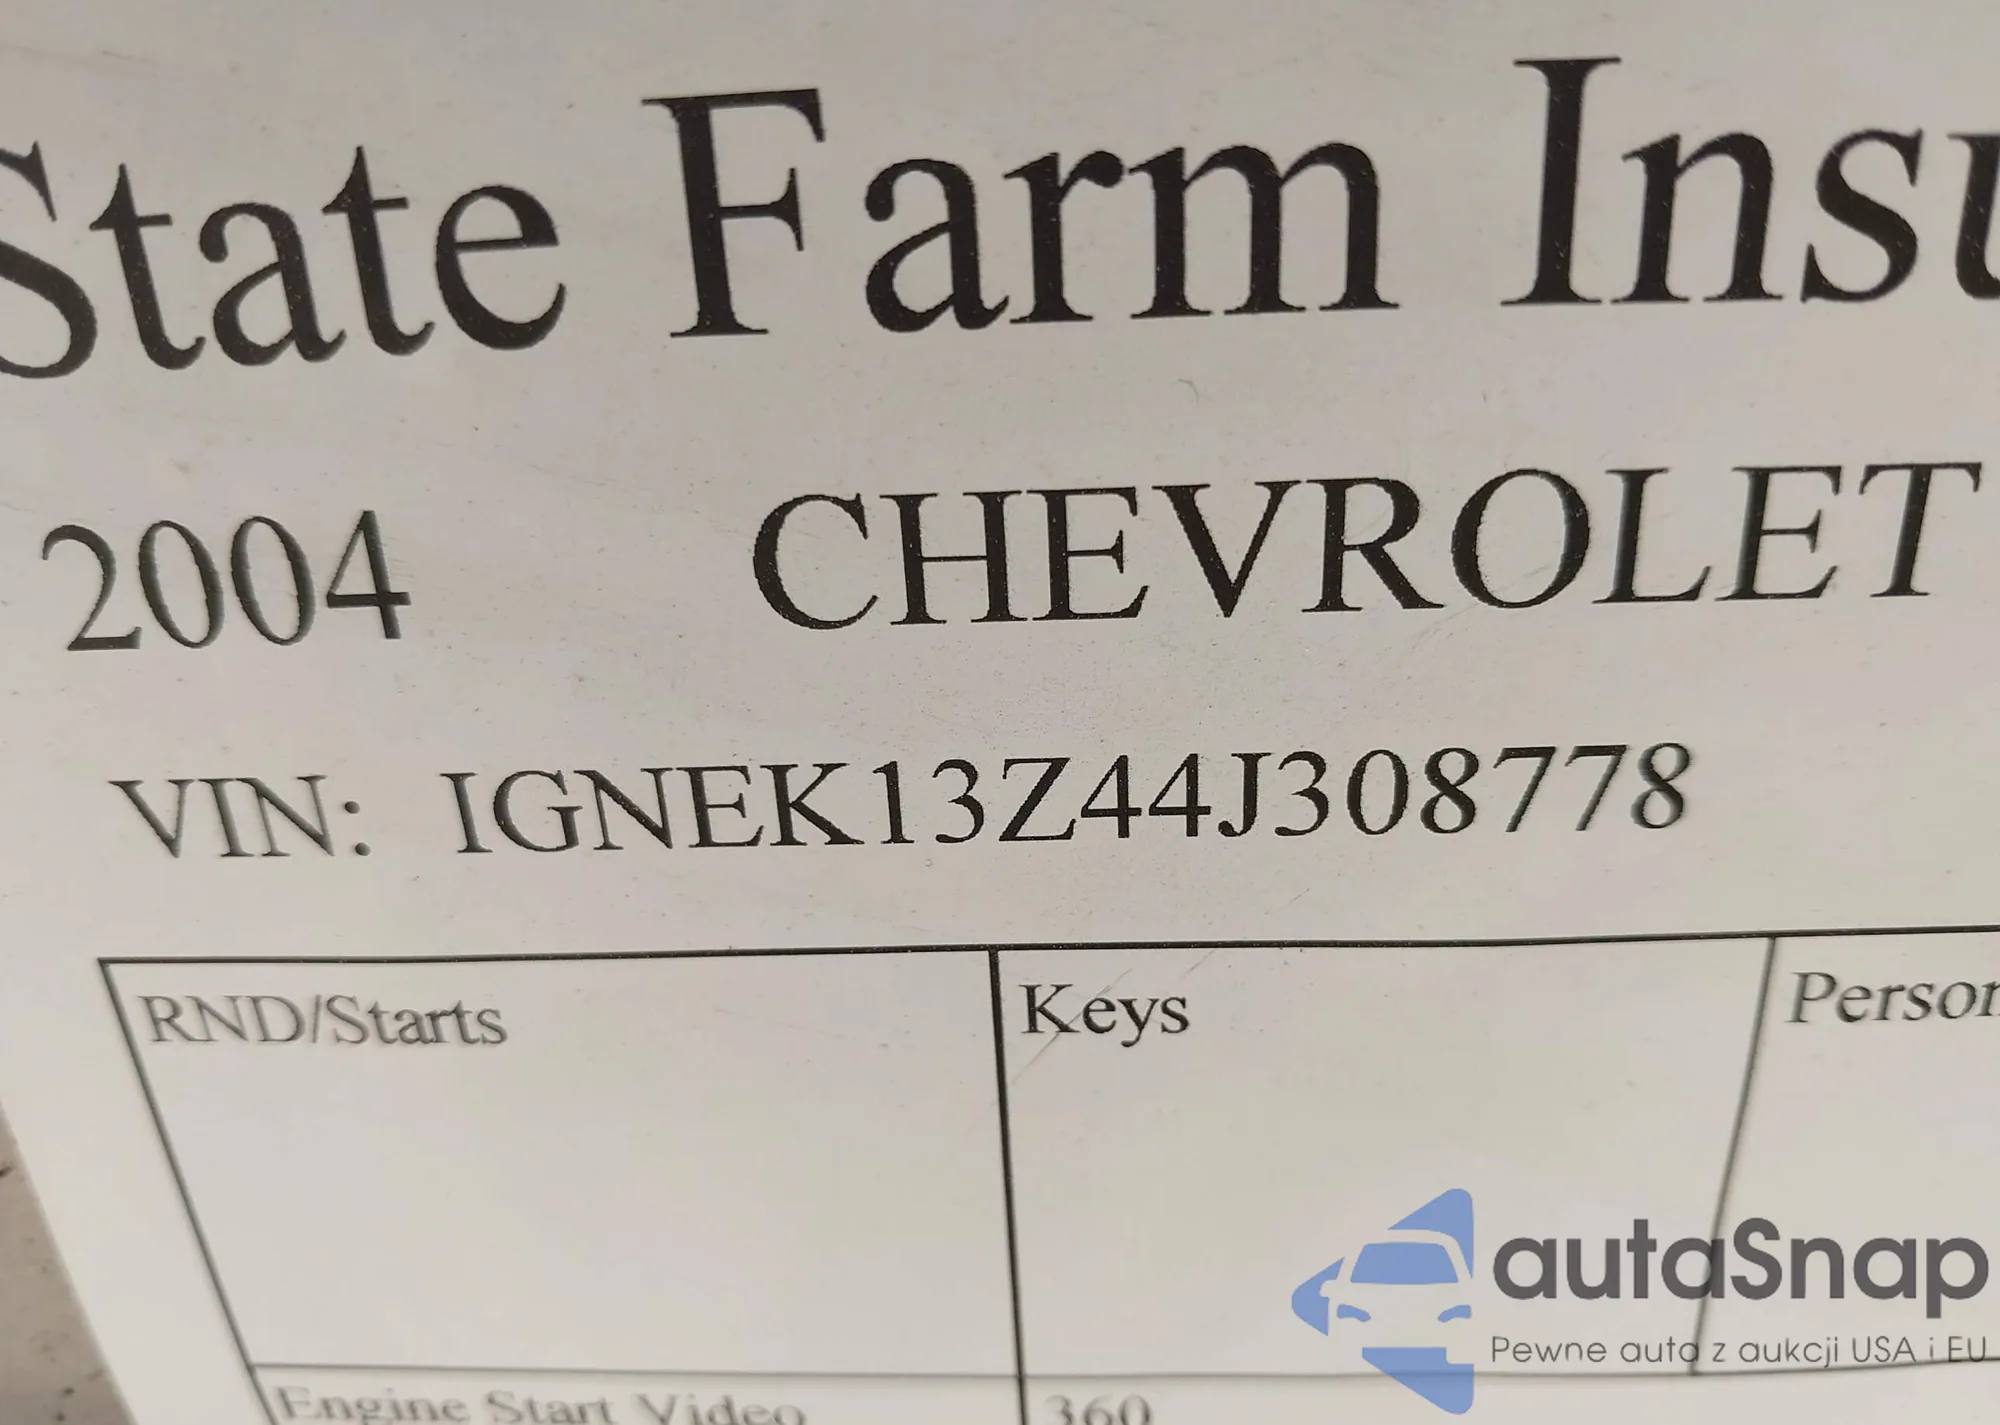 State Farm Insu
2004 CHEVROLET
VIN: IGNEK13Z44J308778
RND/Starts
Keys
Person
Engine Start Video
360
autaSnap
Pewne auta z aukcji USA i EU